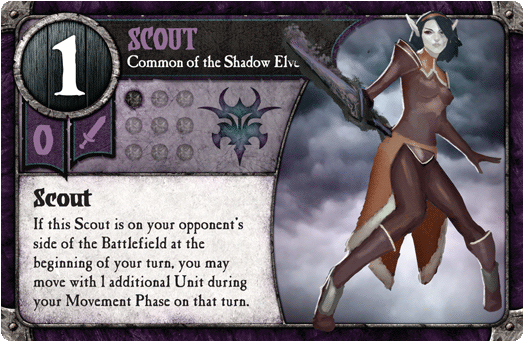 1
SCOUT
Common of the Shadow Elve
0
Scout
If this Scout is on your opponent's
side of the Battlefield at the
beginning of your turn, you may
move with 1 additional Unit during
your Movement Phase on that turn.